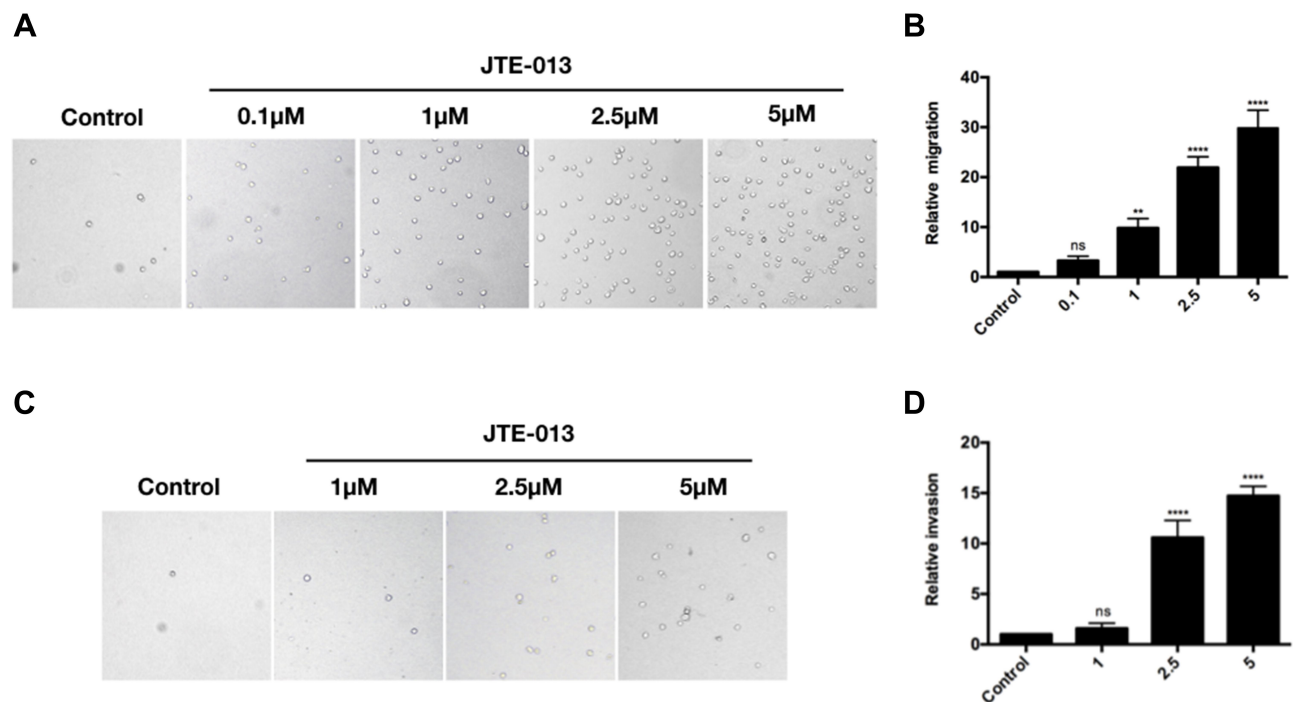 A
JTE-013
Control 0.1µM 1µM 2.5µM 5µM
B
40
30
20
10
0
Relative migration
ns
**
****
****
Control 0.1 1 2.5 5
C
JTE-013
Control 1µM 2.5µM 5µM
D
20
15
10
5
0
Relative invasion
ns
****
****
Control 1 2.5 5